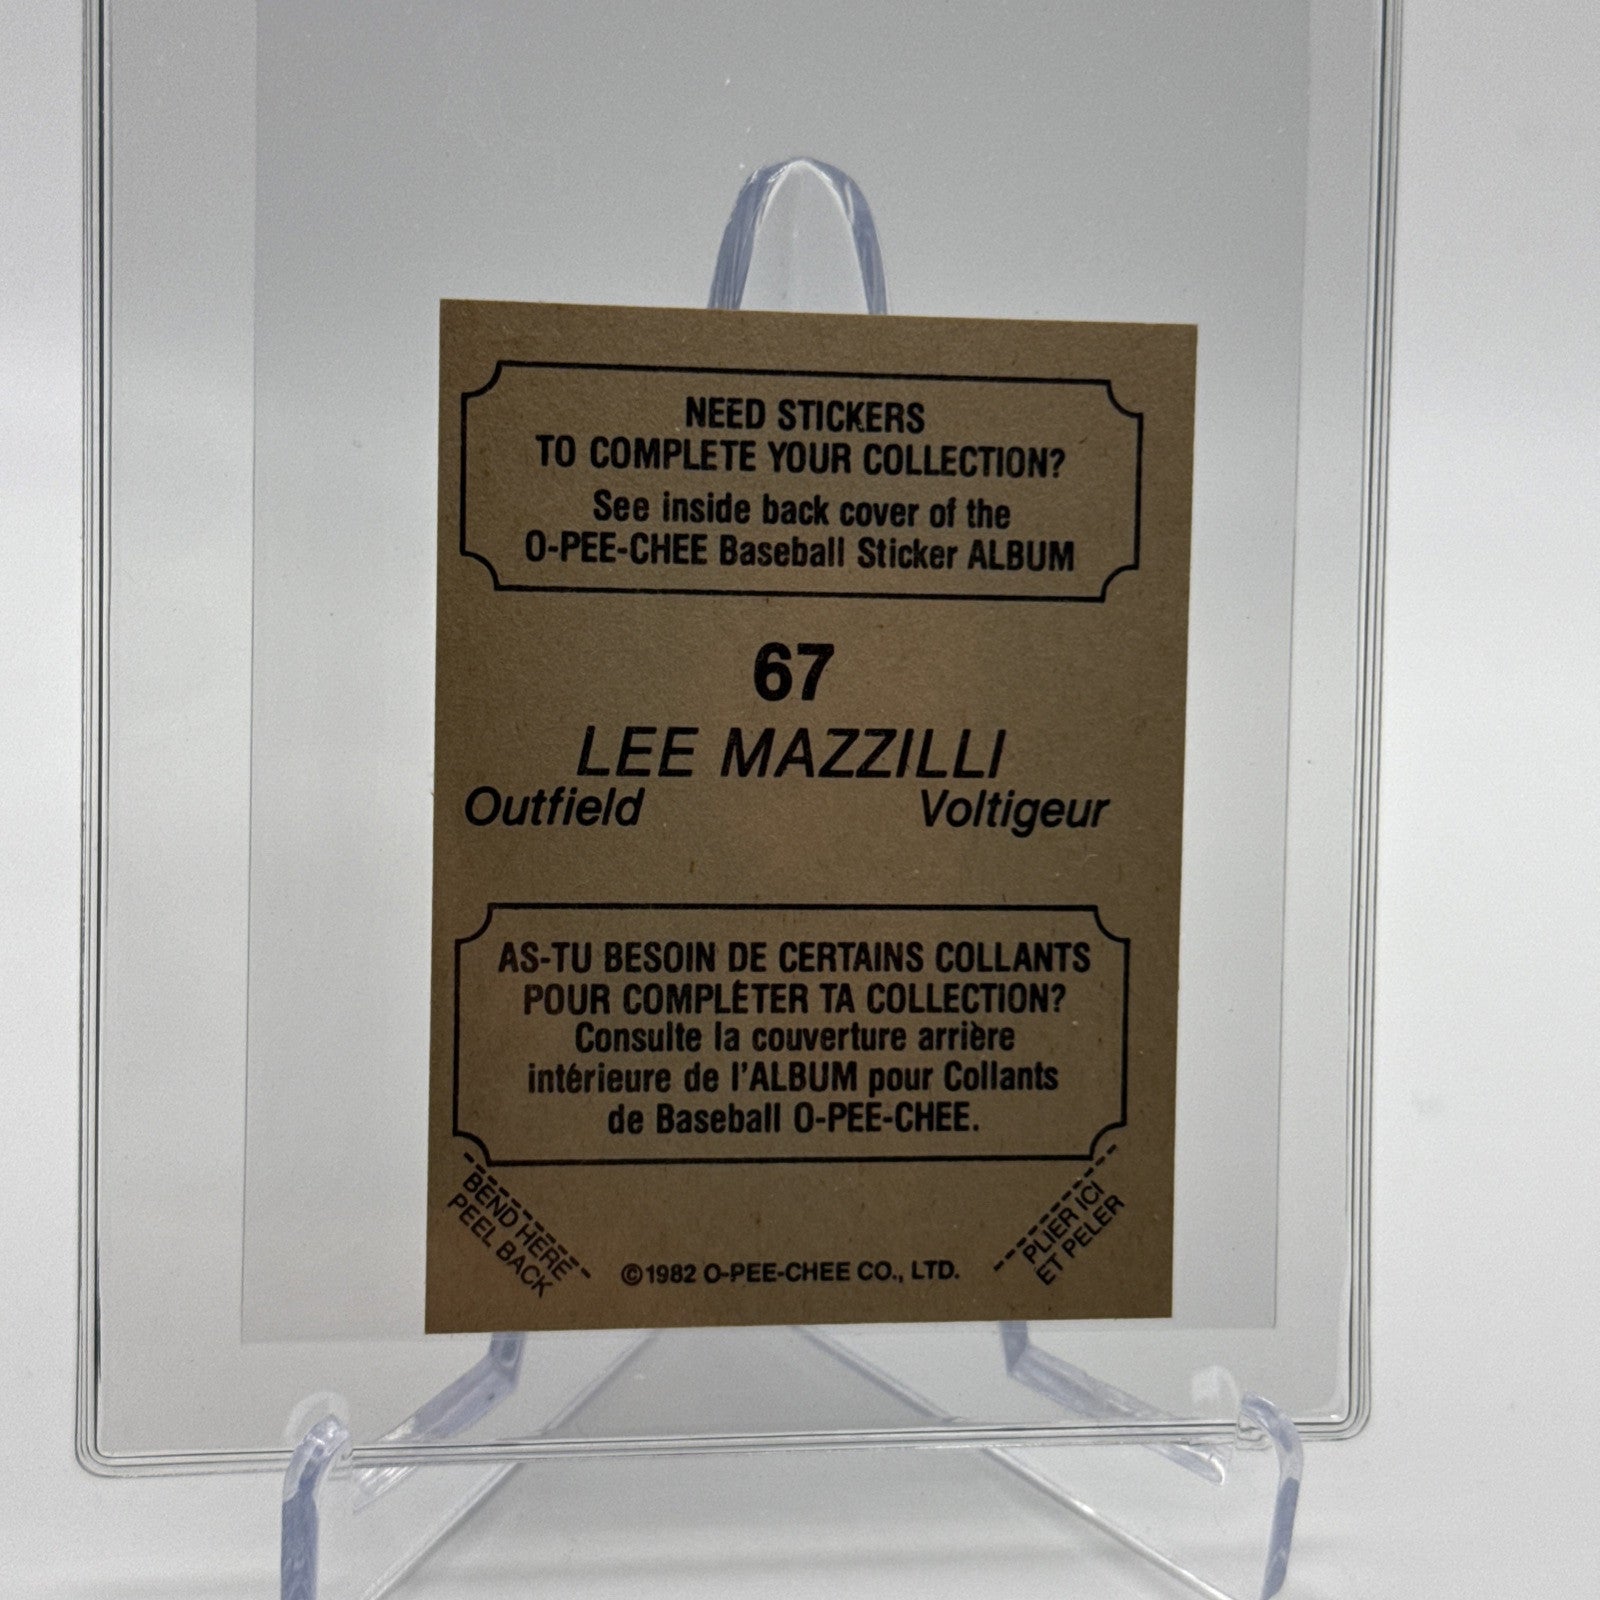 NEED STICKERS
TO COMPLETE YOUR COLLECTION?
See inside back cover of the
O-PEE-CHEE Baseball Sticker ALBUM
67
LEE MAZZILLI
Outfield Voltigeur
AS-TU BESOIN DE CERTAINS COLLANTS
POUR COMPLÉTER TA COLLECTION?
Consulte la couverture arrière
intérieure de l'ALBUM pour Collants
de Baseball O-PEE-CHEE.
BEND HERE
PEEL BACK
©1982 O-PEE-CHEE CO., LTD.
PLIER ICI
ET PELER